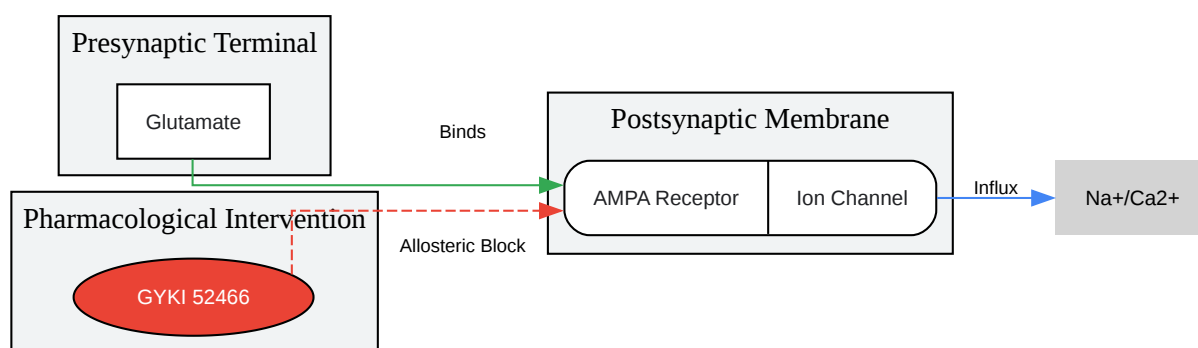 Presynaptic Terminal
Glutamate
Binds
Postsynaptic Membrane
AMPA Receptor
Ion Channel
Influx
Na+/Ca2+
Pharmacological Intervention
Allosteric Block
GYKI 52466